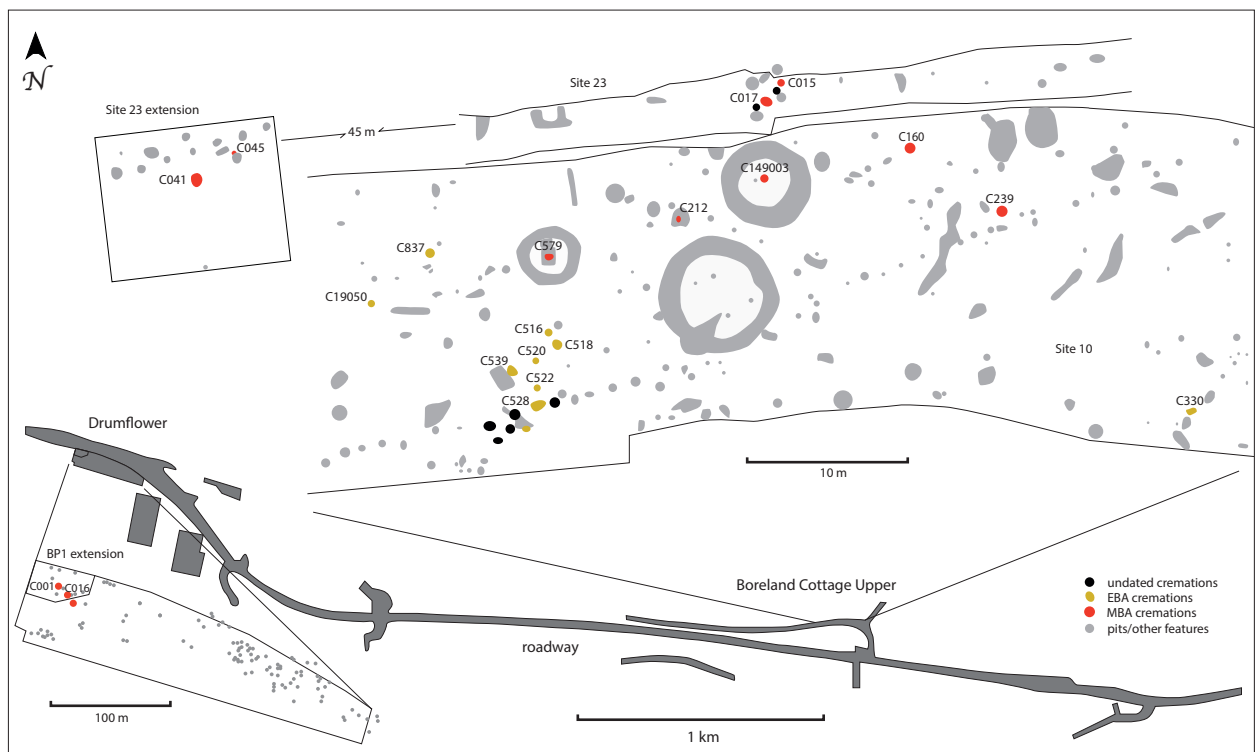 N
Site 23
Site 23 extension
45 m
C015
C017
C045
C041
C160
C149003
C212
C239
C837
C579
C19050
C516
C518
C520
C539
C522
C528
Site 10
C330
10 m
Drumflower
BP1 extension
C001
C016
100 m
roadway
Boreland Cottage Upper
1 km
undated cremations
EBA cremations
MBA cremations
pits/other features